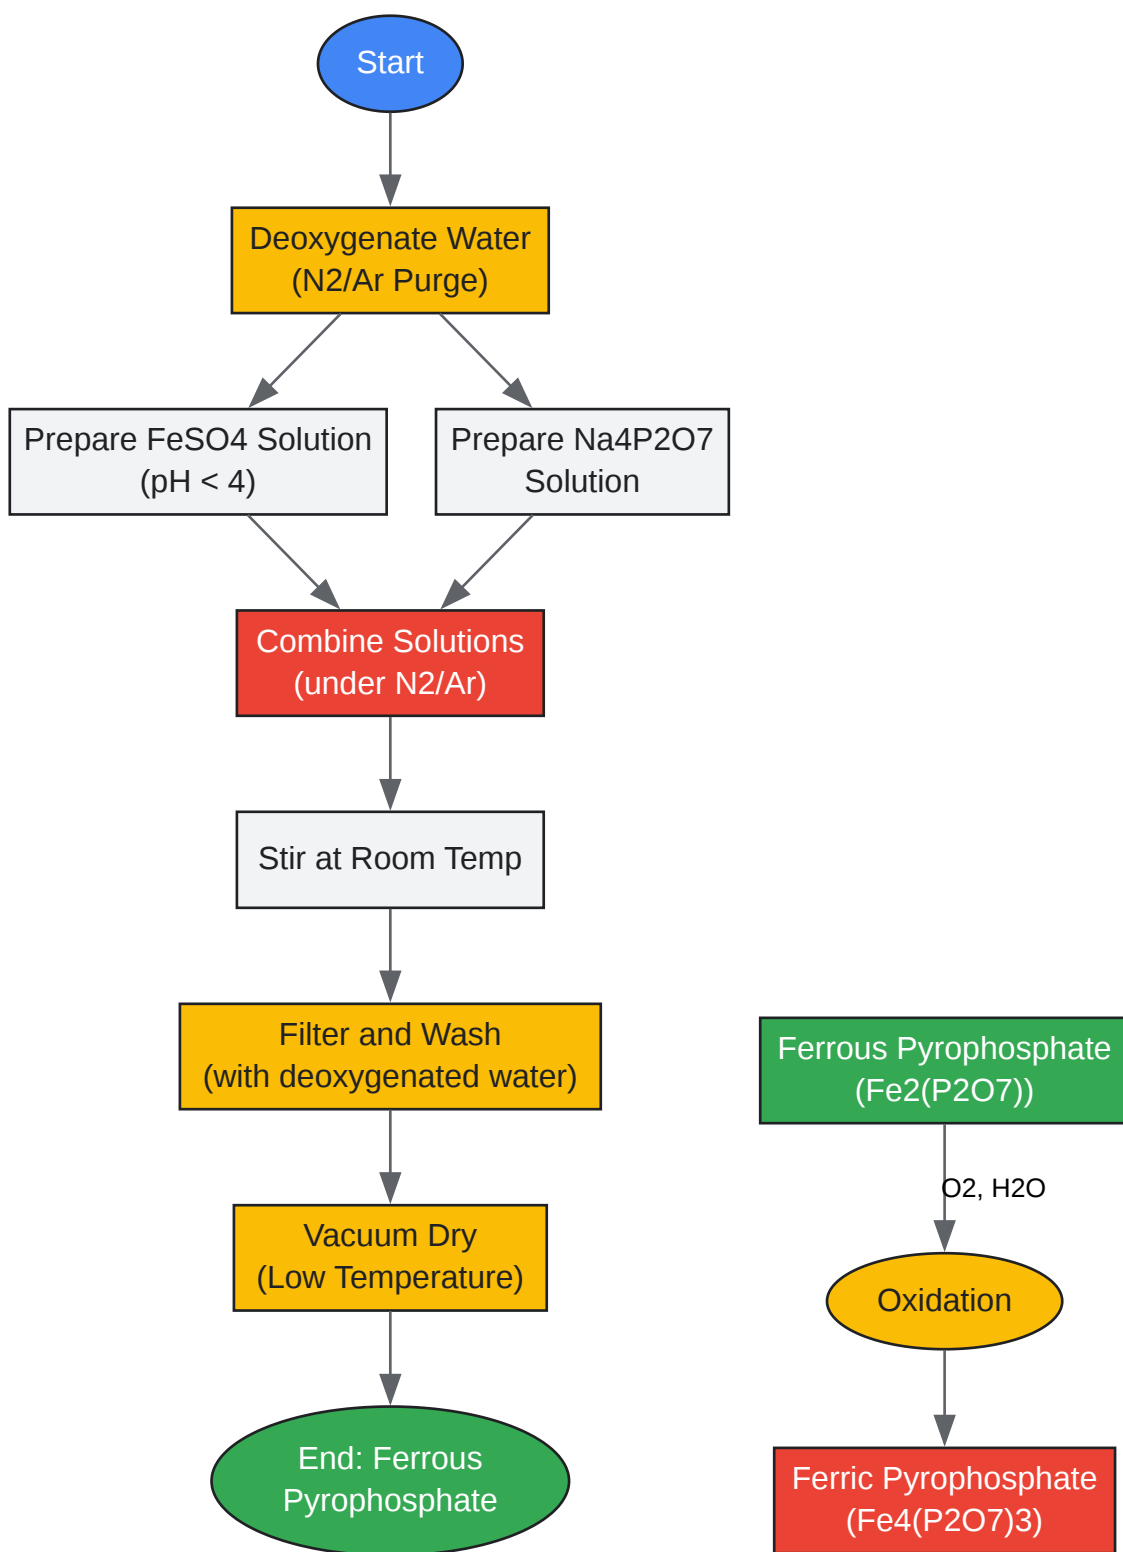 Start
Deoxygenate Water
(N2/Ar Purge)
Prepare FeSO4 Solution
(pH < 4)
Prepare Na4P2O7
Solution
Combine Solutions
(under N2/Ar)
Stir at Room Temp
Filter and Wash
(with deoxygenated water)
Vacuum Dry
(Low Temperature)
End: Ferrous
Pyrophosphate
Ferrous Pyrophosphate
(Fe2(P2O7))
O2, H2O
Oxidation
Ferric Pyrophosphate
(Fe4(P2O7)3)